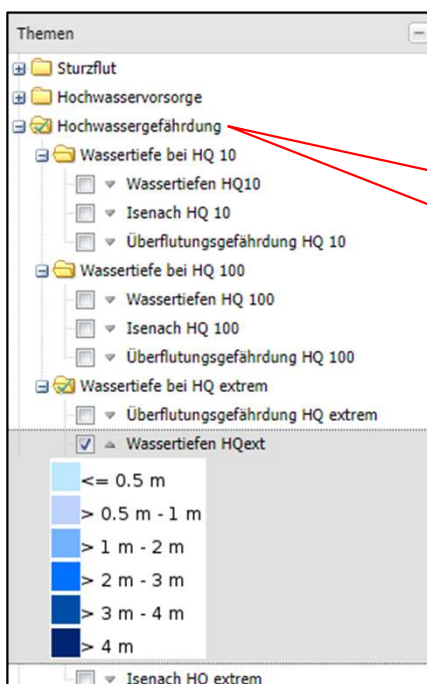 Themen
Sturzflut
Hochwasservorsorge
Hochwassergefährdung
Wassertiefe bei HQ 10
Wassertiefen HQ10
Isenach HQ 10
Überflutungsgefährdung HQ 10
Wassertiefe bei HQ 100
Wassertiefen HQ 100
Isenach HQ 100
Überflutungsgefährdung HQ 100
Wassertiefe bei HQ extrem
Überflutungsgefährdung HQ extrem
Wassertiefen HQext
<= 0.5 m
> 0.5 m - 1 m
> 1 m - 2 m
> 2 m - 3 m
> 3 m - 4 m
> 4 m
Isenach HQ extrem